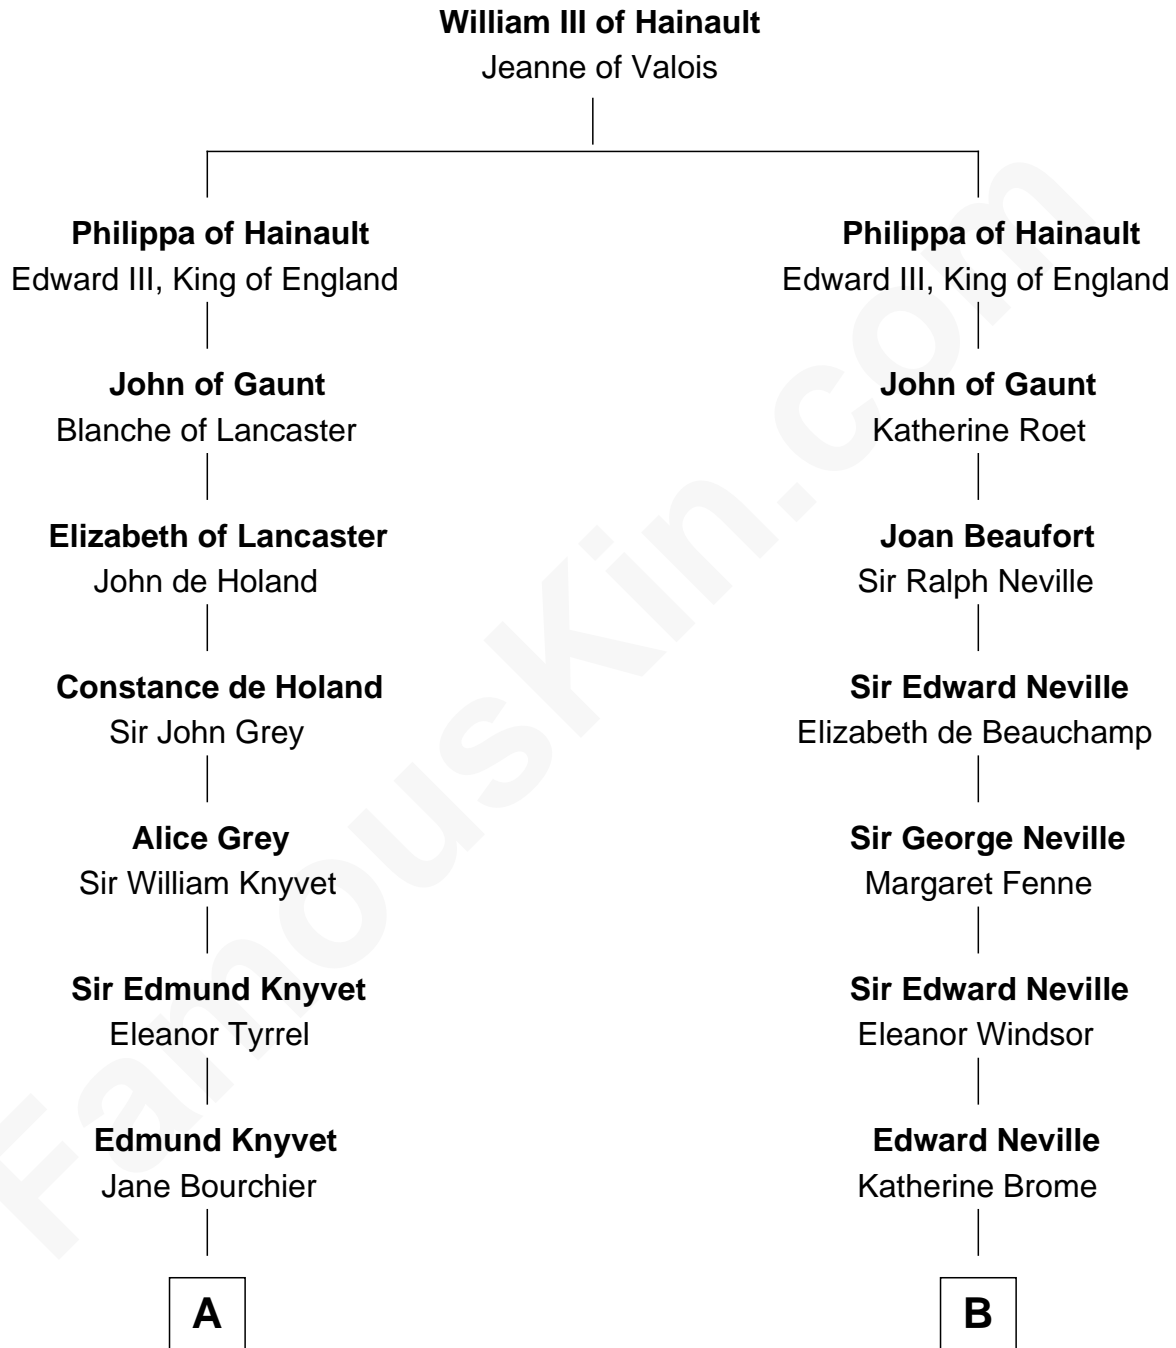 William III of Hainault
Jeanne of Valois
Philippa of Hainault
Edward III, King of England
John of Gaunt
Blanche of Lancaster
Elizabeth of Lancaster
John de Holand
Constance de Holand
Sir John Grey
Alice Grey
Sir William Knyvet
Sir Edmund Knyvet
Eleanor Tyrrel
Edmund Knyvet
Jane Bourchier
A
Philippa of Hainault
Edward III, King of England
John of Gaunt
Katherine Roet
Joan Beaufort
Sir Ralph Neville
Sir Edward Neville
Elizabeth de Beauchamp
Sir George Neville
Margaret Fenne
Sir Edward Neville
Eleanor Windsor
Edward Neville
Katherine Brome
B
FamousKin.com